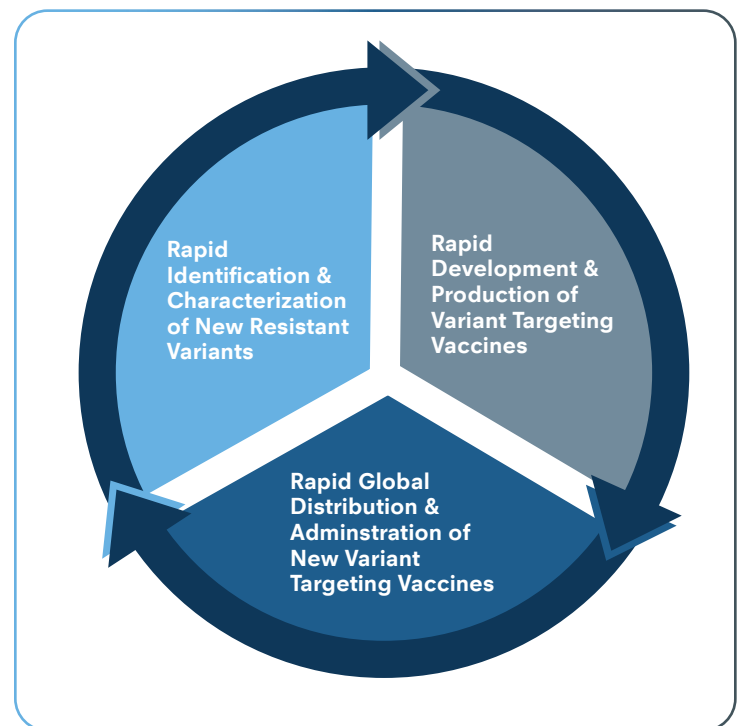 Rapid
Identification &
Characterization
of New Resistant
Variants
Rapid
Development &
Production of
Variant Targeting
Vaccines
Rapid Global
Distribution &
Adminstration of
New Variant
Targeting Vaccines